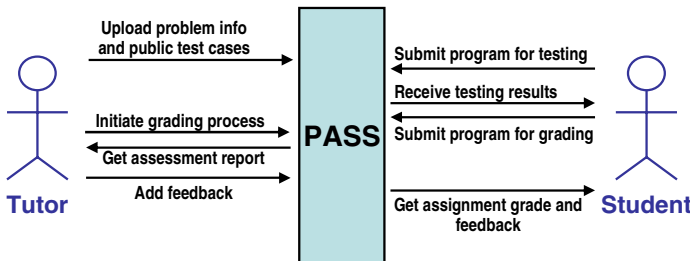 Upload problem info
and public test cases
Submit program for testing
Receive testing results
Initiate grading process
PASS
Submit program for grading
Get assessment report
Add feedback
Tutor
Get assignment grade and
feedback
Student